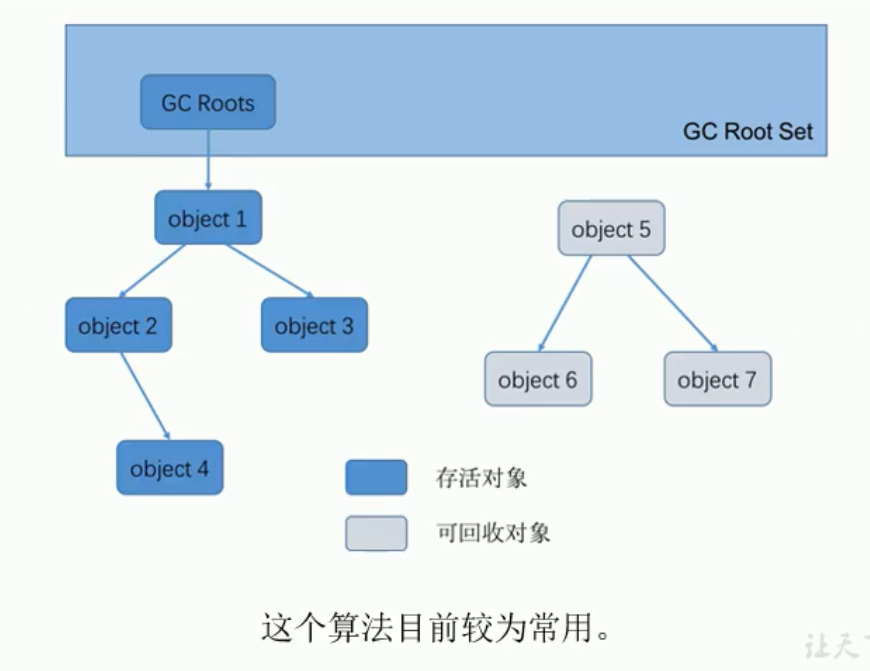 GC Roots
GC Root Set
object 1
object 5
object 2
object 3
object 6
object 7
object 4
存活对象
可回收对象
这个算法目前较为常用。
让天